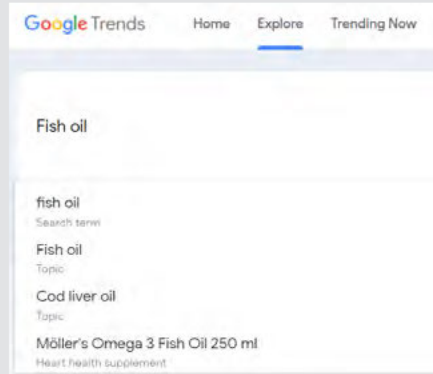 Google Trends Home Explore Trending Now
Fish oil
fish oil
Search term
Fish oil
Topic
Cod liver oil
Topic
Möller's Omega 3 Fish Oil 250 ml
Heart health supplement